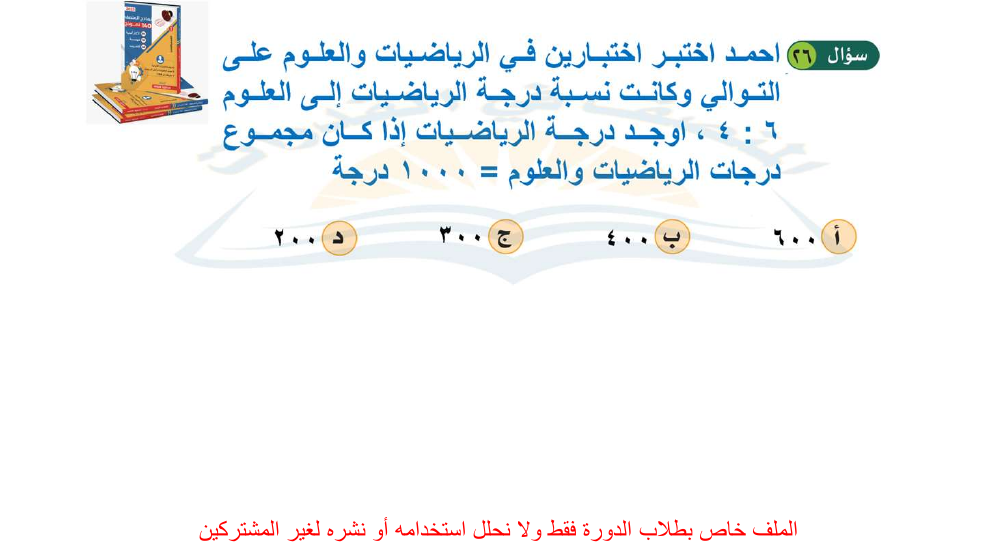 سؤال ٢٦ احمد اختبر اختبارين في الرياضيات والعلوم على
التوالي وكانت نسبة درجة الرياضيات إلى العلوم
٦ : ٤ ، اوجد درجة الرياضيات إذا كان مجموع
درجات الرياضيات والعلوم = ١٠٠٠ درجة
أ ٦٠٠ ب ٤٠٠ ج ٣٠٠ د ٢٠٠
الملف خاص بطلاب الدورة فقط ولا نحلل استخدامه أو نشره لغير المشتركين